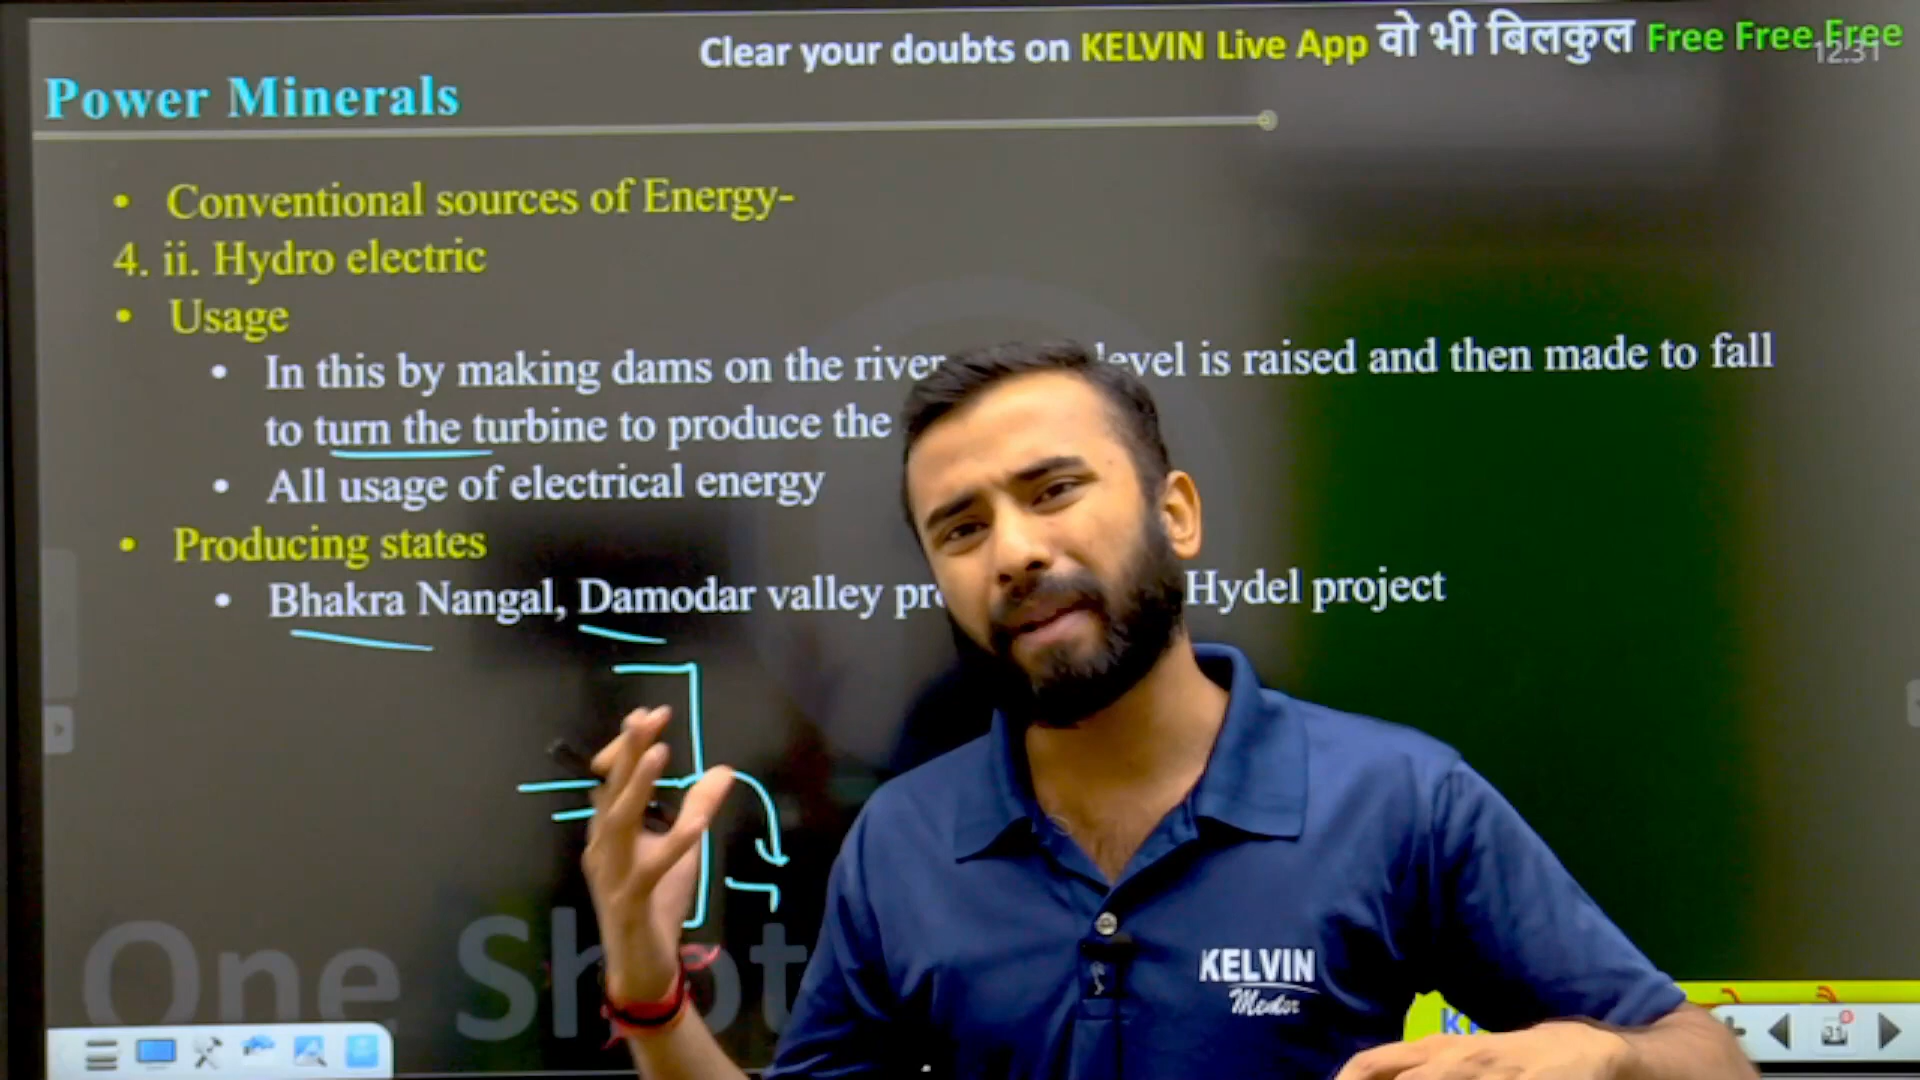 Clear your doubts on KELVIN Live App वो भी बिलकुल Free Free Free
12:31
Power Minerals
• Conventional sources of Energy-
4. ii. Hydro electric
• Usage
• In this by making dams on the river level is raised and then made to fall
to turn the turbine to produce the
• All usage of electrical energy
• Producing states
• Bhakra Nangal, Damodar valley Hydel project
One Shot
KELVIN
Mentor
31